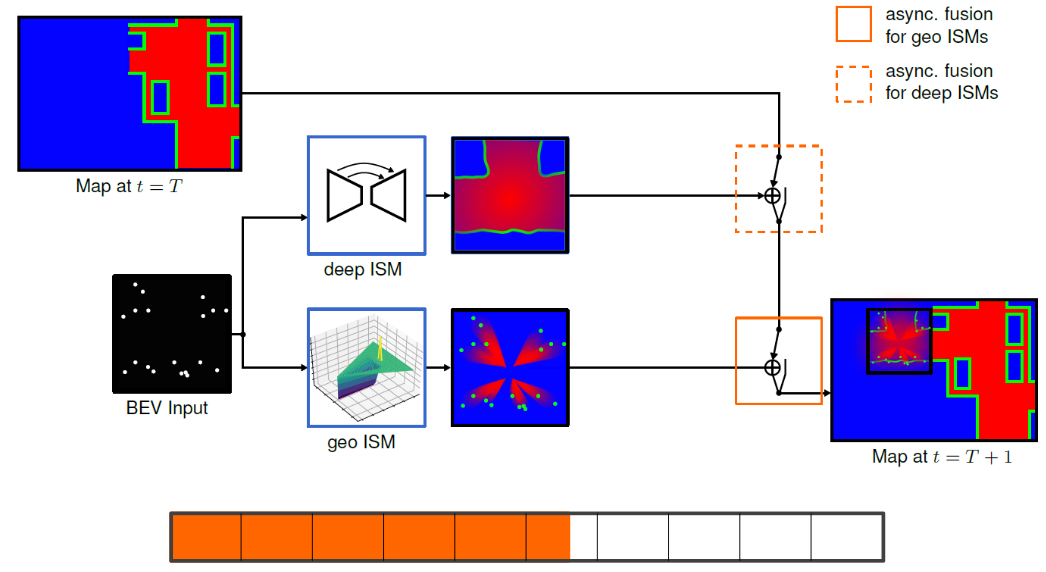 async. fusion
for geo ISMs
async. fusion
for deep ISMs
Map at t = T
deep ISM
BEV Input
geo ISM
Map at t = T + 1